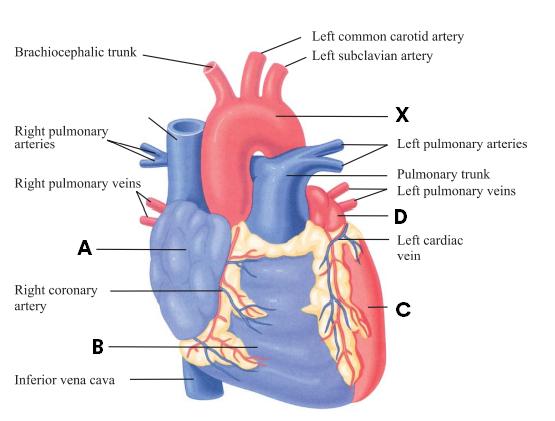 Left common carotid artery
Brachiocephalic trunk
Left subclavian artery
X
Right pulmonary
arteries
Left pulmonary arteries
Pulmonary trunk
Right pulmonary veins
Left pulmonary veins
D
A
Left cardiac
vein
Right coronary
artery
C
B
Inferior vena cava